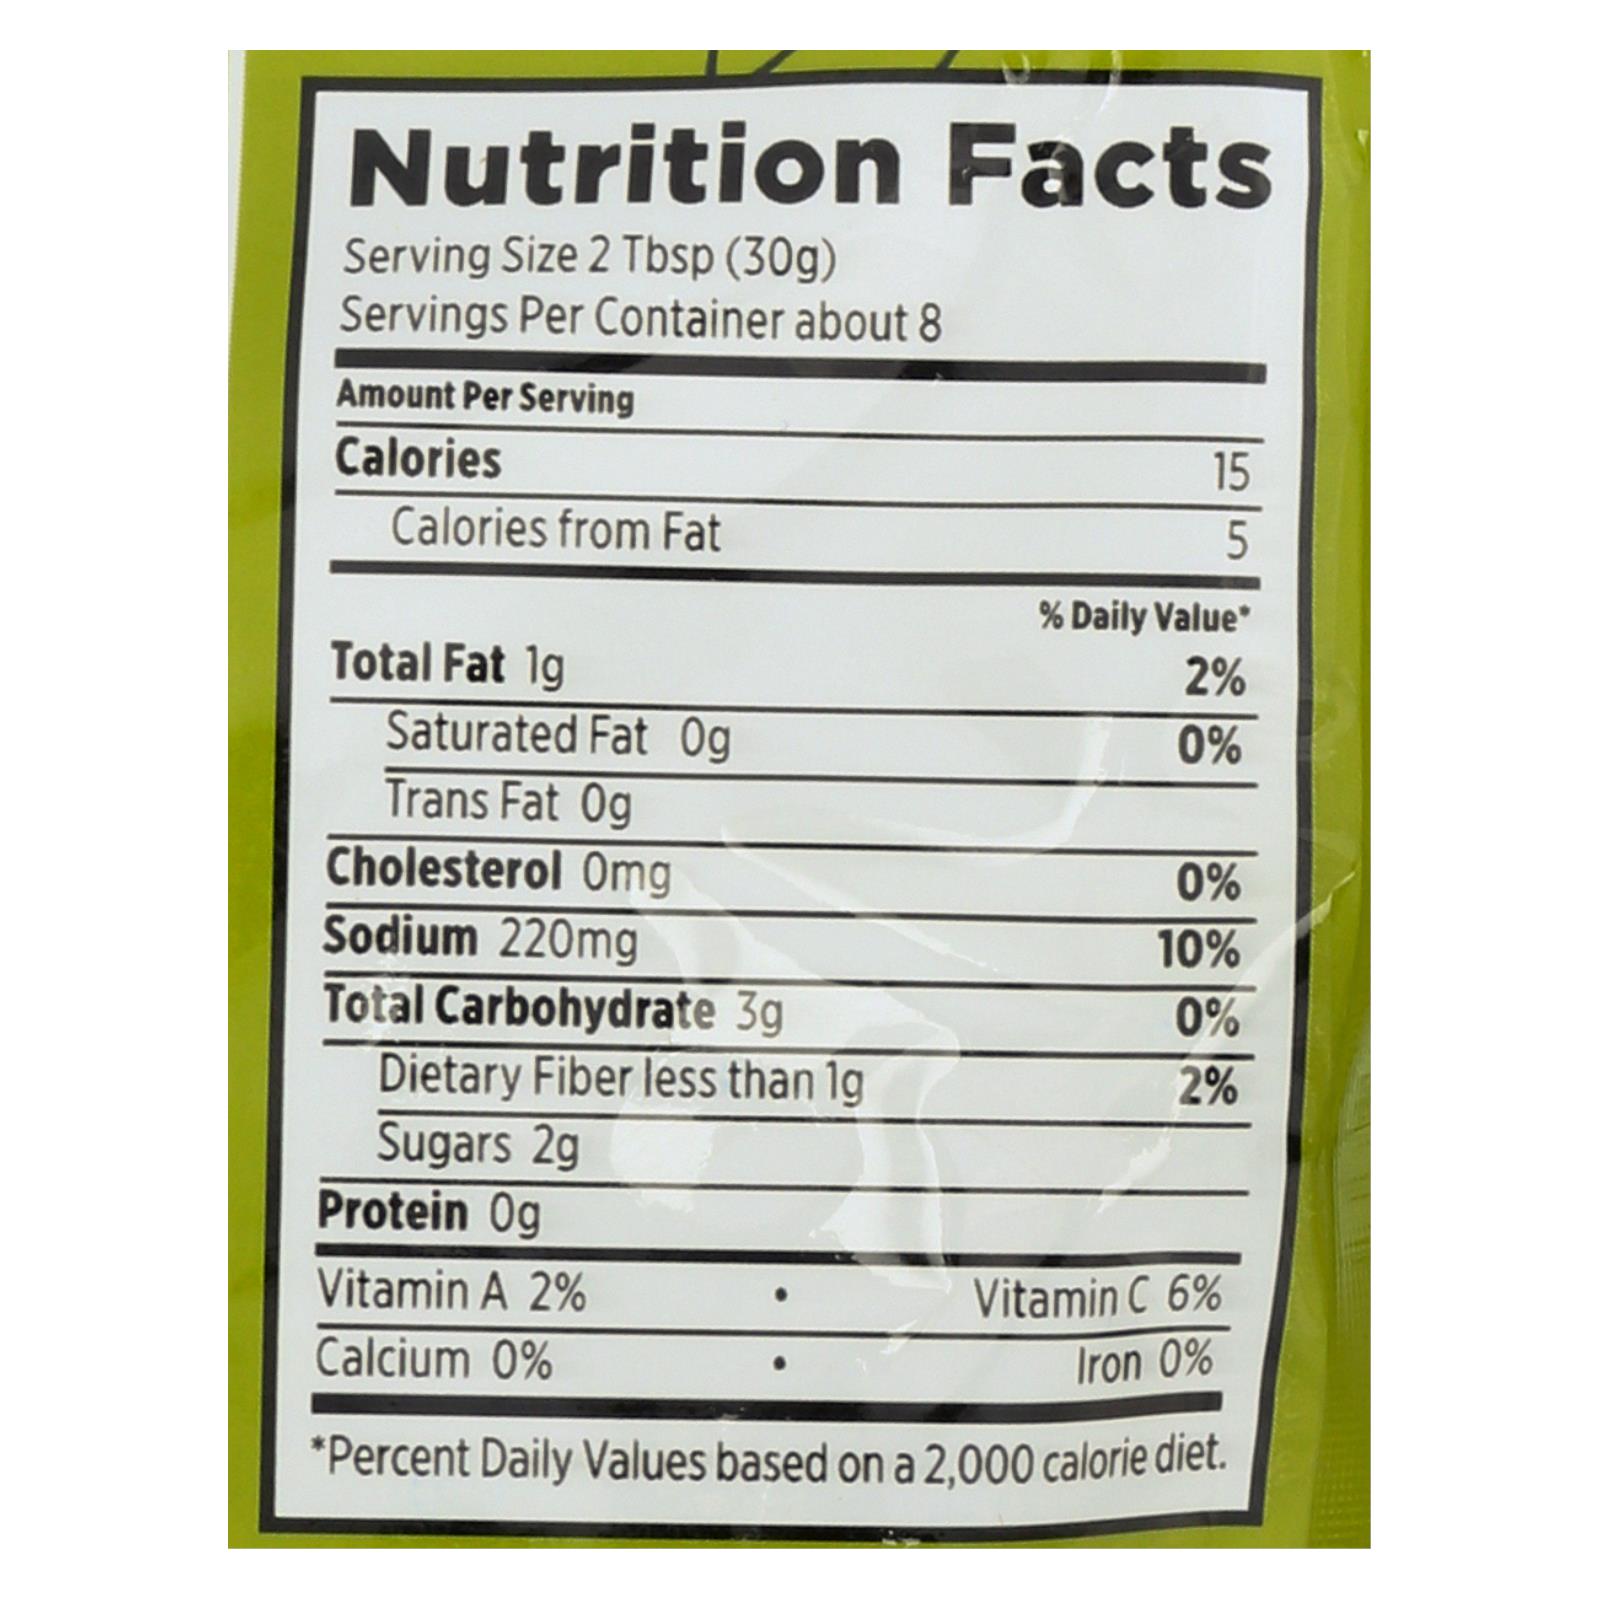 Nutrition Facts
Serving Size 2 Tbsp (30g)
Servings Per Container about 8
Amount Per Serving
Calories 15
Calories from Fat 5
% Daily Value*
Total Fat 1g 2%
Saturated Fat 0g 0%
Trans Fat 0g
Cholesterol 0mg 0%
Sodium 220mg 10%
Total Carbohydrate 3g 0%
Dietary Fiber less than 1g 2%
Sugars 2g
Protein 0g
Vitamin A 2% • Vitamin C 6%
Calcium 0% • Iron 0%
*Percent Daily Values based on a 2,000 calorie diet.